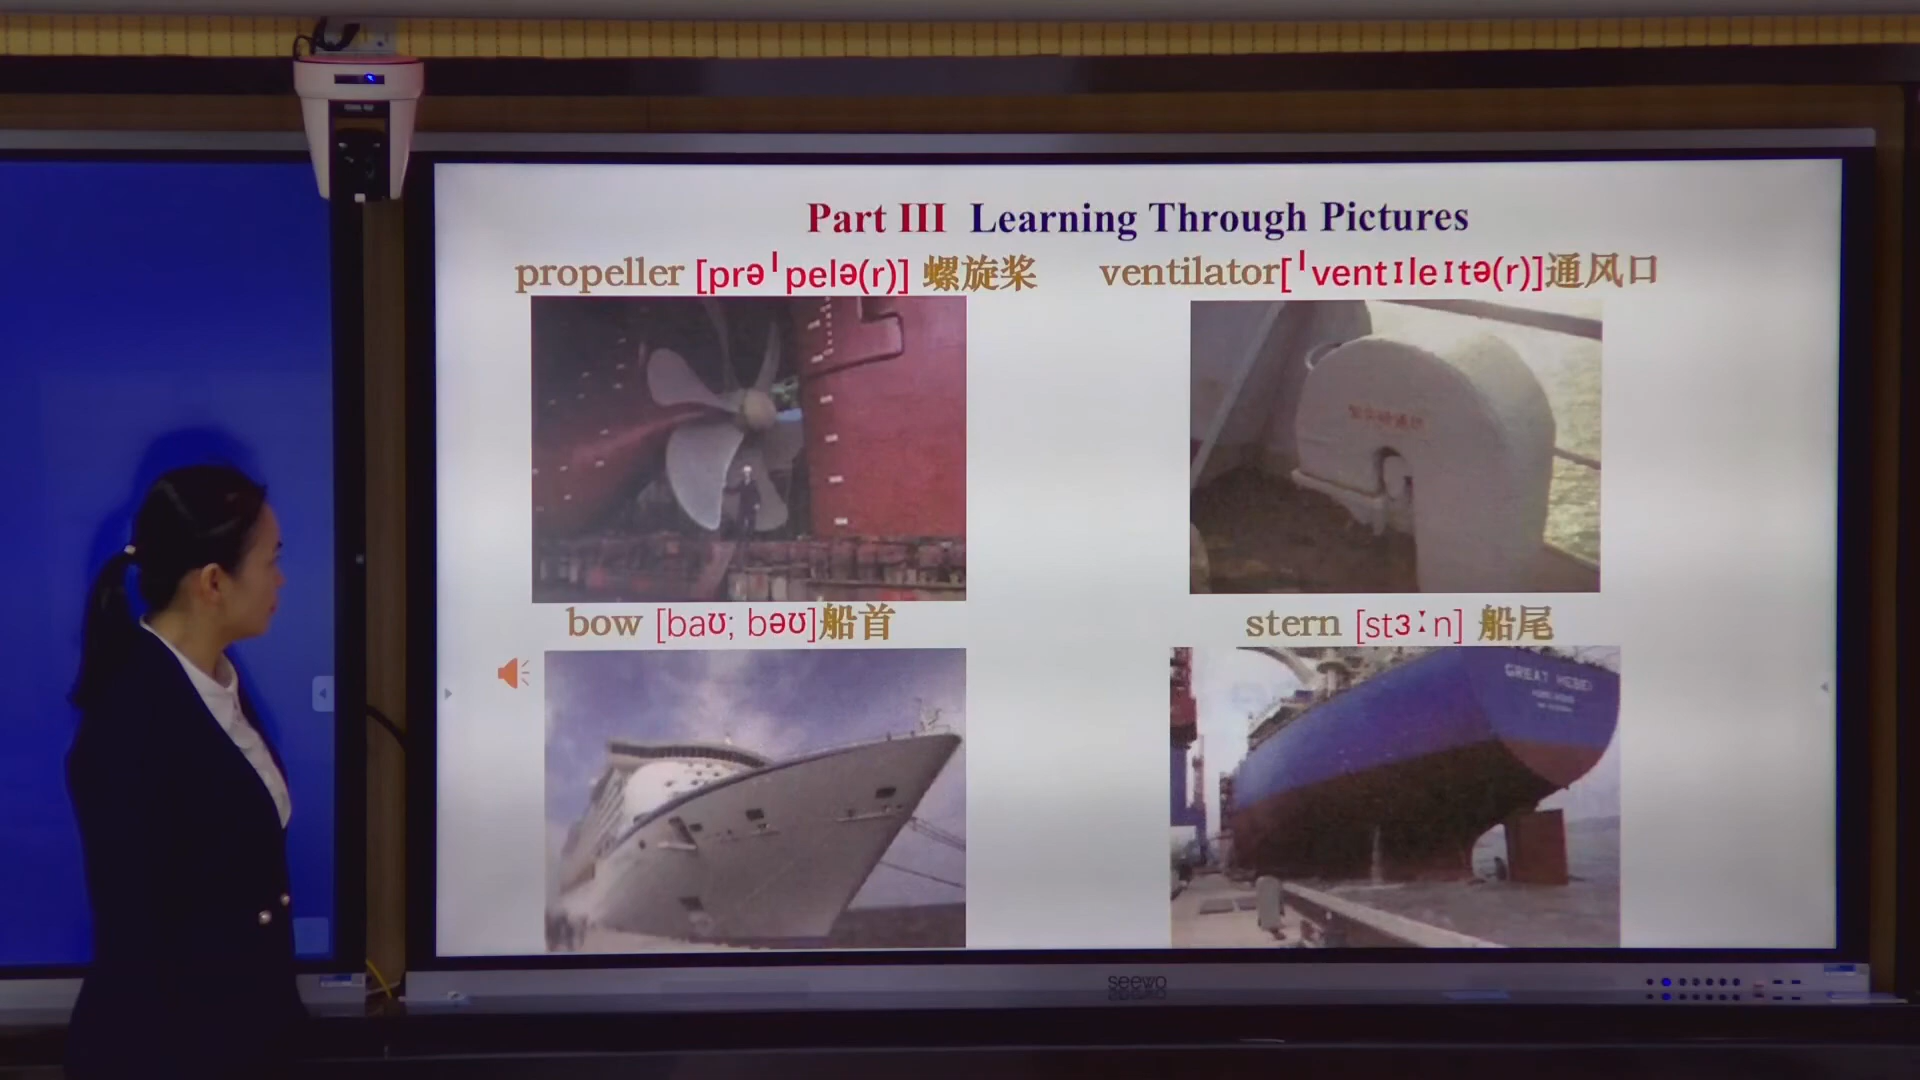 Part III Learning Through Pictures
propeller [prəˈpelə(r)] 螺旋桨
ventilator[ˈventɪleɪtə(r)]通风口
bow [baʊ; bəʊ]船首
stern [stɜːn] 船尾
GREAT HEBEI
seewo